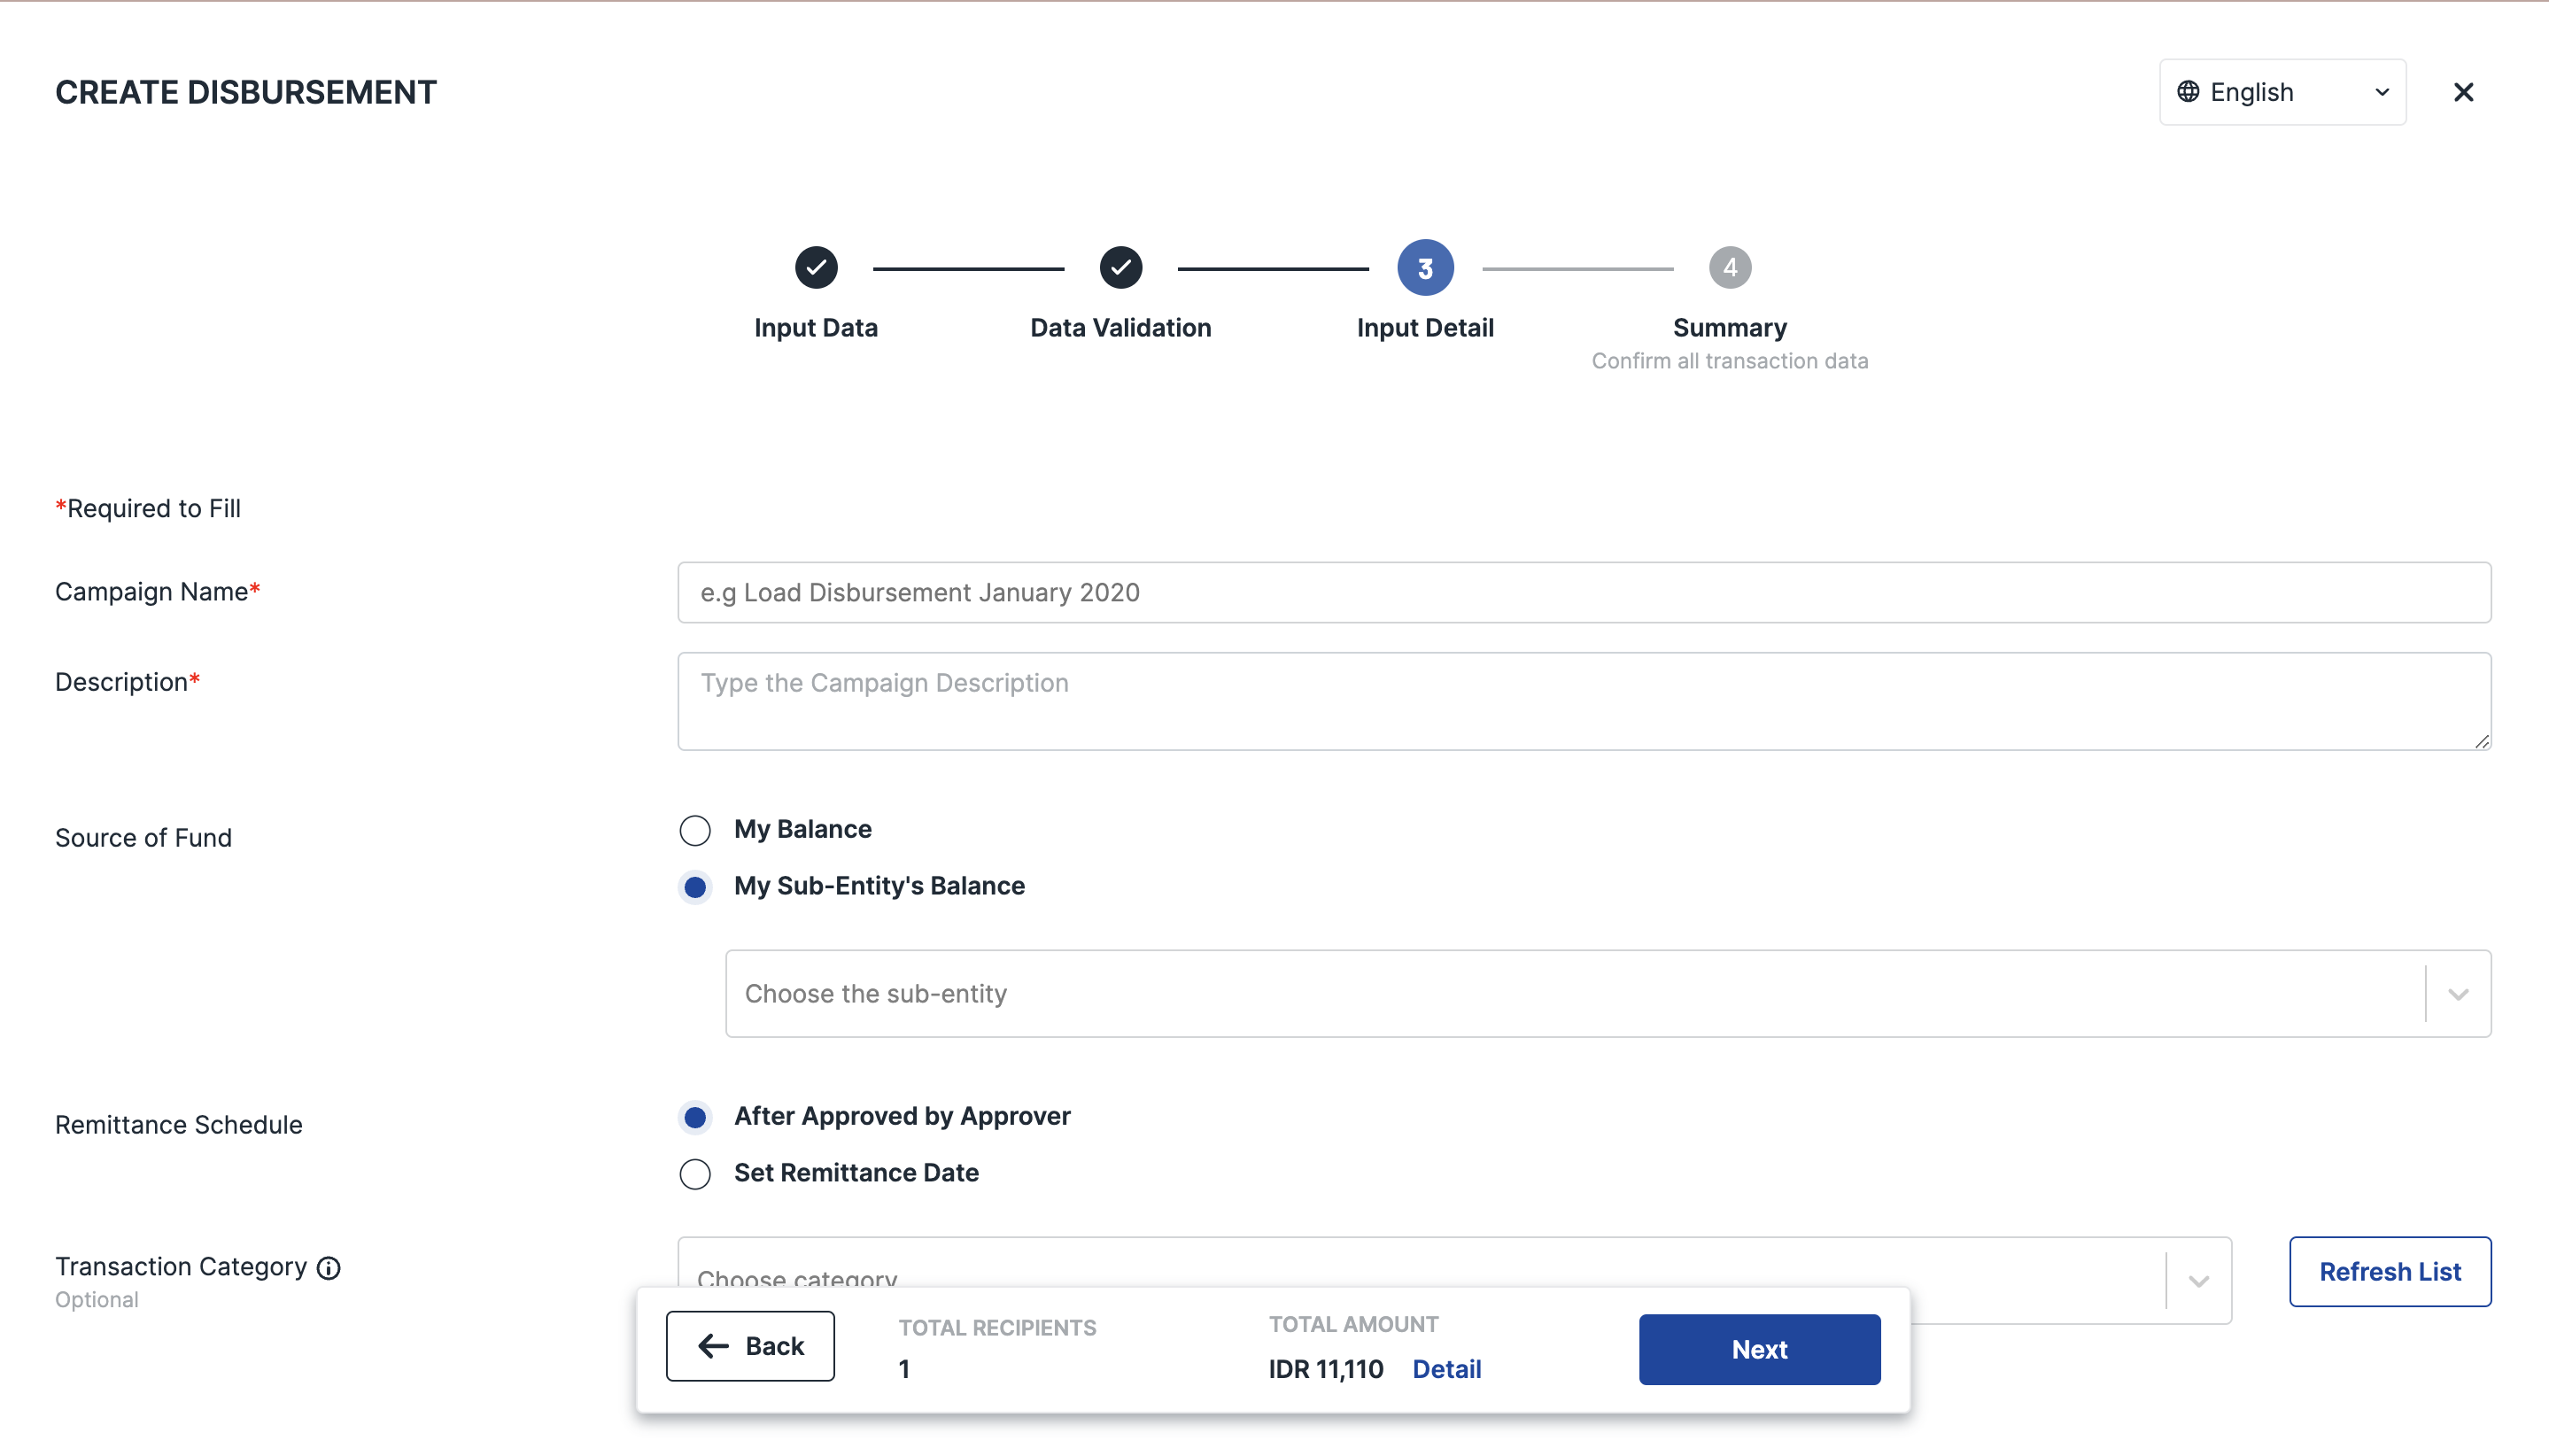 CREATE DISBURSEMENT
English
3
4
Input Data
Data Validation
Input Detail
Summary
Confirm all transaction data
*Required to Fill
Campaign Name*
e.g Load Disbursement January 2020
Description*
Type the Campaign Description
Source of Fund
My Balance
My Sub-Entity's Balance
Choose the sub-entity
Remittance Schedule
After Approved by Approver
Set Remittance Date
Transaction Category
Optional
Choose category
Refresh List
Back
TOTAL RECIPIENTS
1
TOTAL AMOUNT
IDR 11,110 Detail
Next